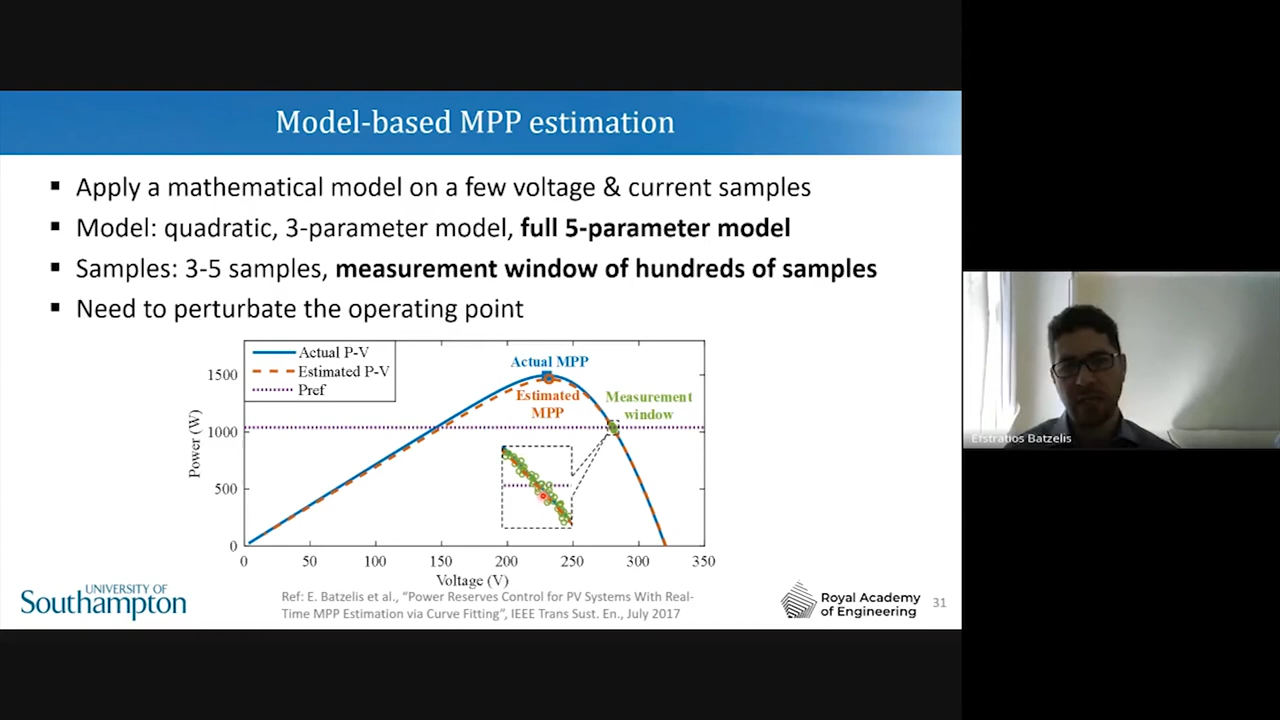 Model-based MPP estimation
▪ Apply a mathematical model on a few voltage & current samples
▪ Model: quadratic, 3-parameter model, full 5-parameter model
▪ Samples: 3-5 samples, measurement window of hundreds of samples
▪ Need to perturbate the operating point
Actual P-V
Estimated P-V
Pref
Actual MPP
Estimated
MPP
Measurement
window
Power (W)
1500
1000
500
0
0 50 100 150 200 250 300 350
Voltage (V)
UNIVERSITY OF
Southampton
Ref: E. Batzelis et al., “Power Reserves Control for PV Systems With Real-
Time MPP Estimation via Curve Fitting”, IEEE Trans Sust. En., July 2017
Royal Academy
of Engineering
31
Efstratios Batzelis